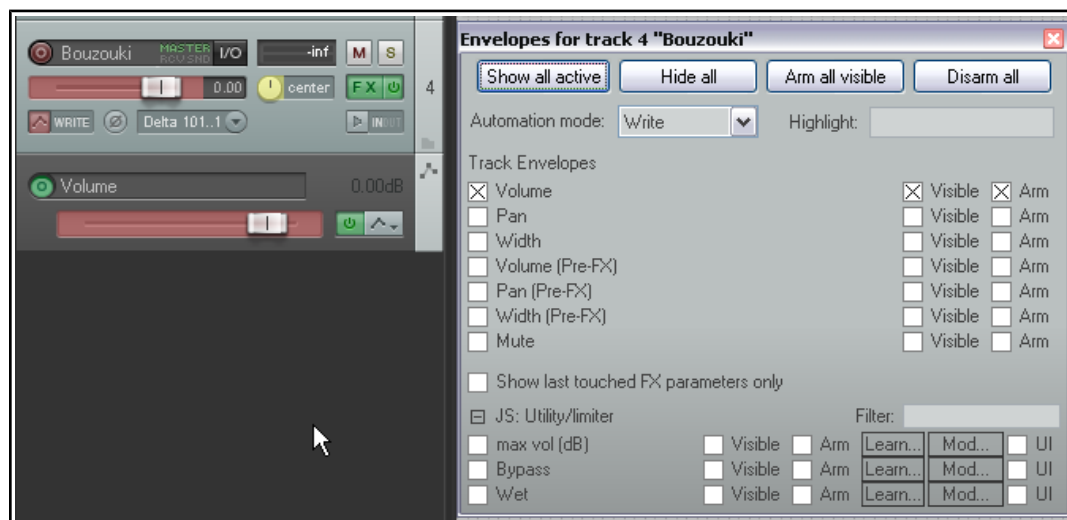 Bouzouki MASTER RCV SND I/O -inf M S
0.00 center FX 4
WRITE Delta 101..1 IN OUT
Volume 0.00dB
Envelopes for track 4 "Bouzouki"
Show all active Hide all Arm all visible Disarm all
Automation mode: Write Highlight:
Track Envelopes
Volume Visible Arm
Pan Visible Arm
Width Visible Arm
Volume (Pre-FX) Visible Arm
Pan (Pre-FX) Visible Arm
Width (Pre-FX) Visible Arm
Mute Visible Arm
Show last touched FX parameters only
JS: Utility/limiter Filter:
max vol (dB) Visible Arm Learn... Mod... UI
Bypass Visible Arm Learn... Mod... UI
Wet Visible Arm Learn... Mod... UI